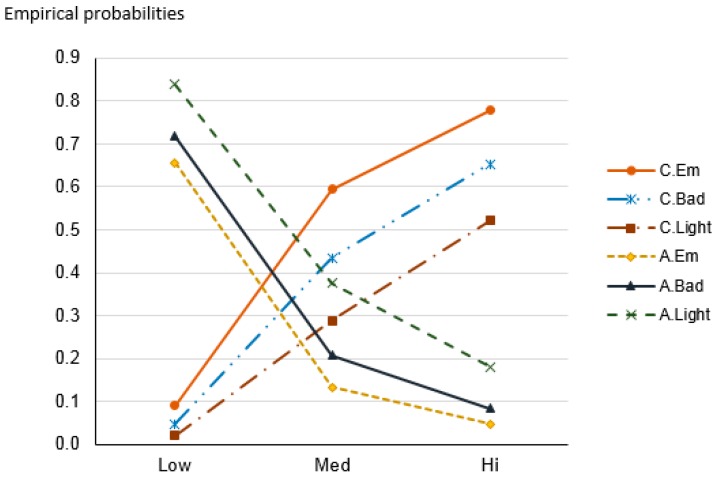 Empirical probabilities
0.9
0.8
0.7
0.6
0.5
0.4
0.3
0.2
0.1
0.0
Low Med Hi
C.Em
C.Bad
C.Light
A.Em
A.Bad
A.Light